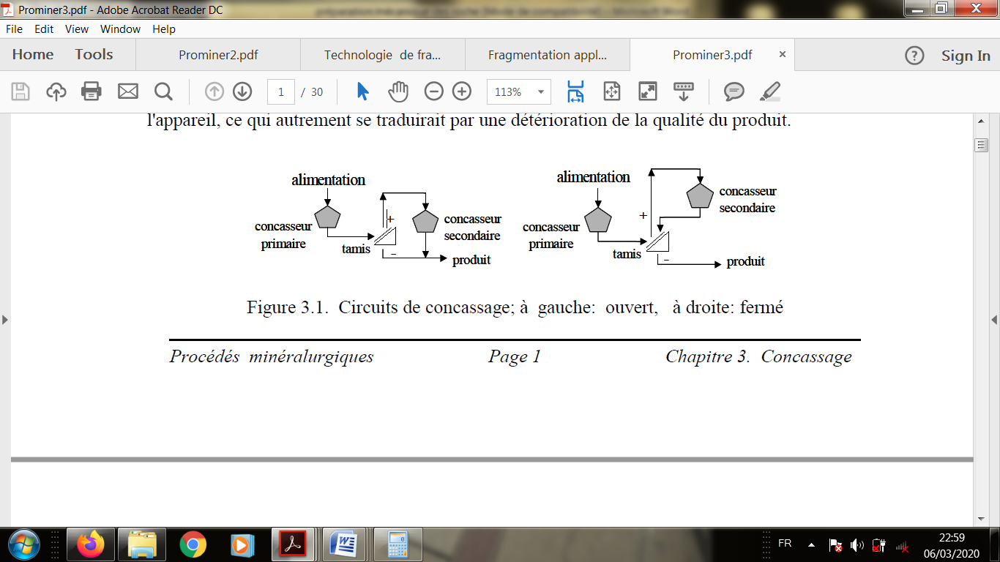 Prominer3.pdf - Adobe Acrobat Reader DC
File Edit View Window Help
Home Tools Prominer2.pdf Technologie de fra... Fragmentation appl... Prominer3.pdf × ? Sign In
1 / 30 113%
l'appareil, ce qui autrement se traduirait par une détérioration de la qualité du produit.
alimentation
concasseur
primaire
tamis
+
-
concasseur
secondaire
produit
alimentation
concasseur
primaire
tamis
+
-
concasseur
secondaire
produit
Figure 3.1. Circuits de concassage; à gauche: ouvert, à droite: fermé
Procédés minéralurgiques Page 1 Chapitre 3. Concassage
FR 22:59
06/03/2020